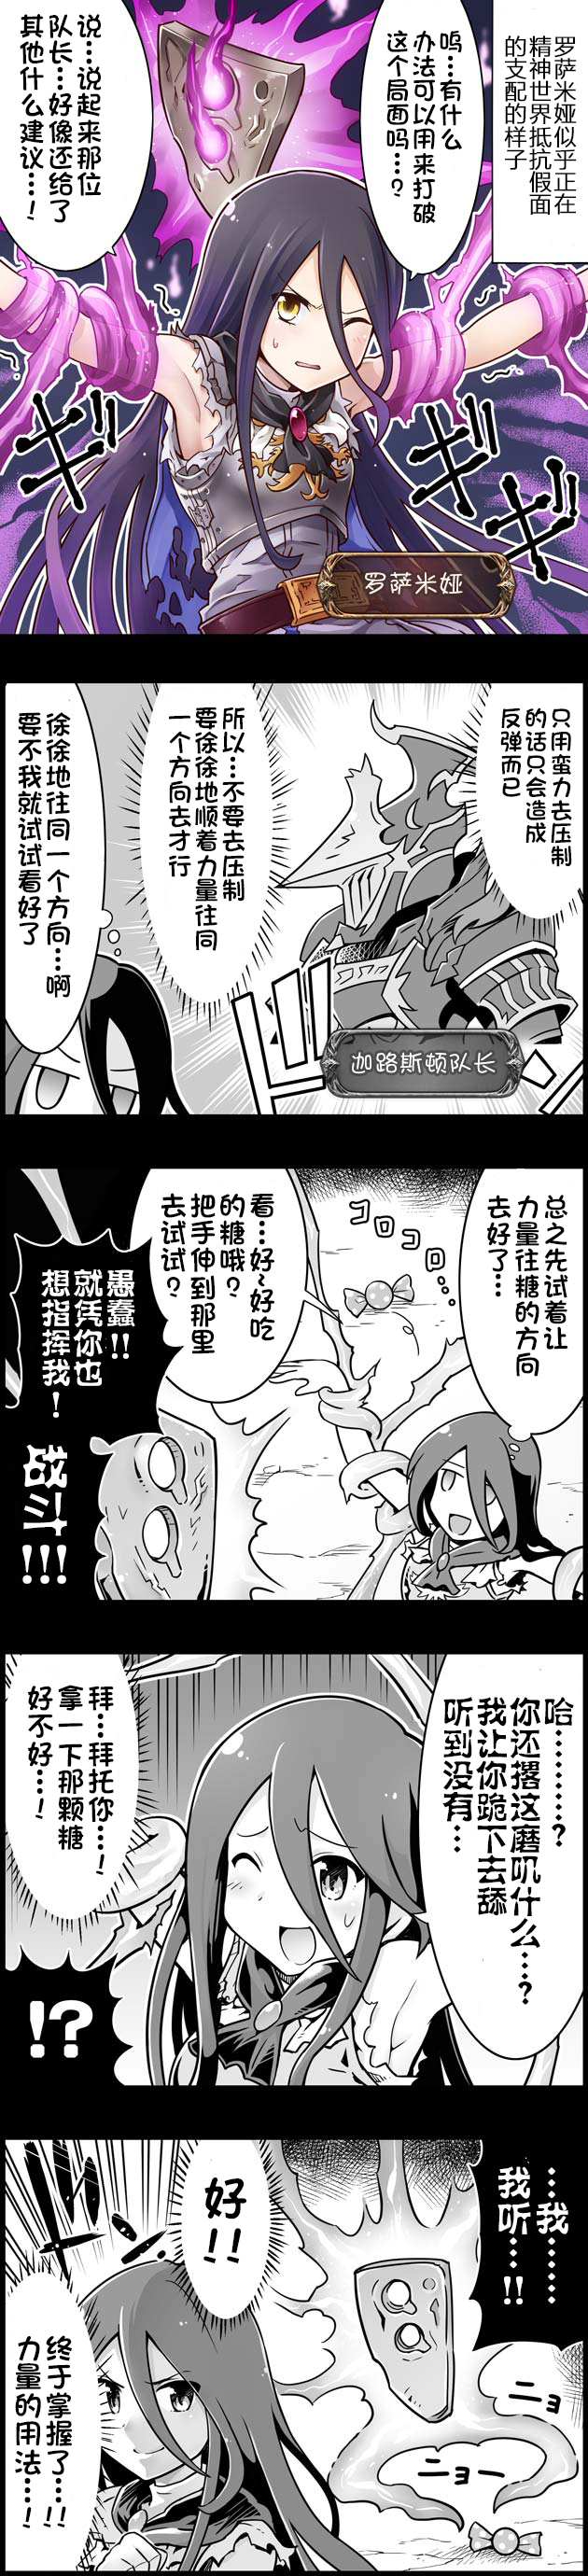 罗萨米娅似乎正在
精神世界抵抗假面
的支配的样子
呜…有什么
办法可以用来打破
这个局面吗…?
说…说起来那位
队长…好像还给了
其他什么建议…!
ギギギ
罗萨米娅
只用蛮力去压制
的话只会造成
反弹而已
所以…不要去压制
要徐徐地顺着力量往同
一个方向去才行
迦路斯顿队长
徐徐地往同一个方向…啊
要不我就试试看好了
总之先试着让
力量往糖的方向
去好了…
コロコロ…
看…好~好吃
的糖哦?
把手伸到那里
去试试?
愚蠢!!
就凭你也
想指挥我!
哈………?
你还撂这磨叽什么…?
我让你跪下去舔
听到没有…
拜…拜托你…!
拿一下那颗糖
好不好…!
!?
…我……
我听…!!
ニョ
ニョー
好!!
终于掌握了…!!
力量的用法…!